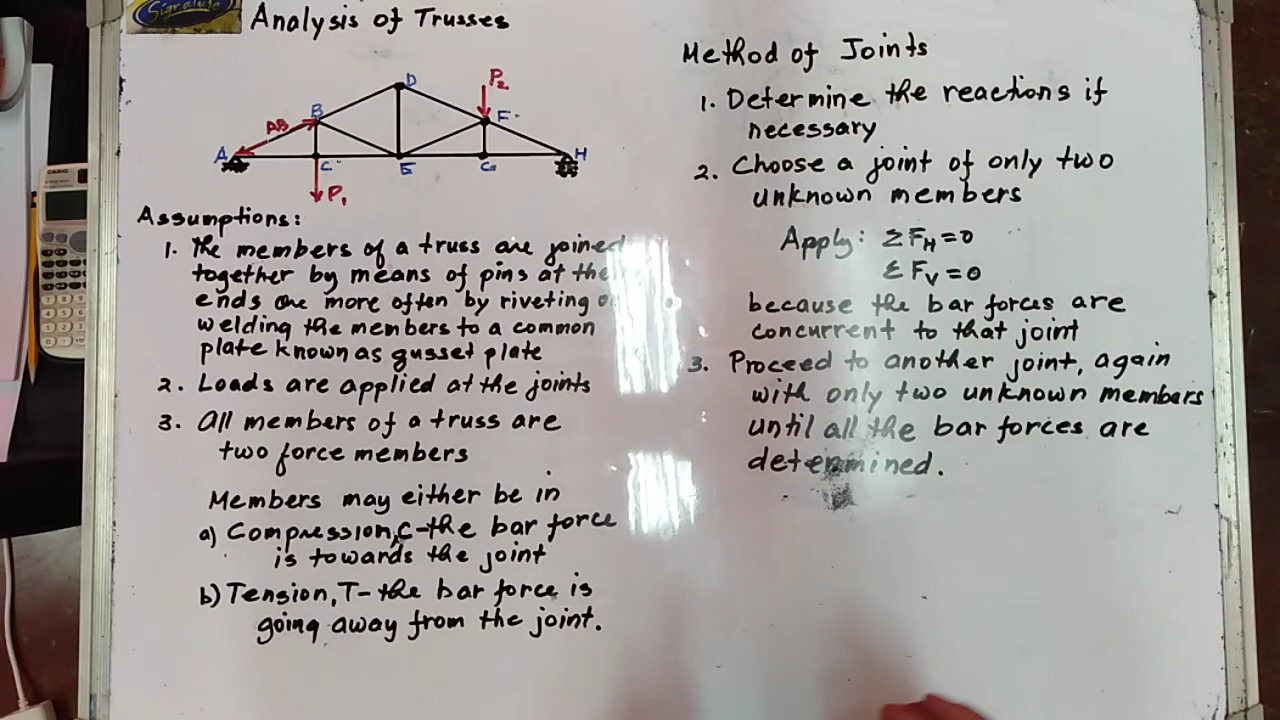 Signature
Analysis of Trusses
D
P₂
B
F
AB
A
C
E
G
H
P₁
Assumptions:
1. The members of a truss are joined
together by means of pins at the
ends are more often by riveting
welding the members to a common
plate known as gusset plate
2. Loads are applied at the joints
3. All members of a truss are
two force members
Members may either be in
a) Compression, C-the bar force
is towards the joint
b) Tension, T- the bar force is
going away from the joint.
Method of Joints
1. Determine the reactions if
necessary
2. Choose a joint of only two
unknown members
Apply: ΣF_H=0
ΣF_V=0
because the bar forces are
concurrent to that joint
3. Proceed to another joint, again
with only two unknown members
until all the bar forces are
determined.
CASIO